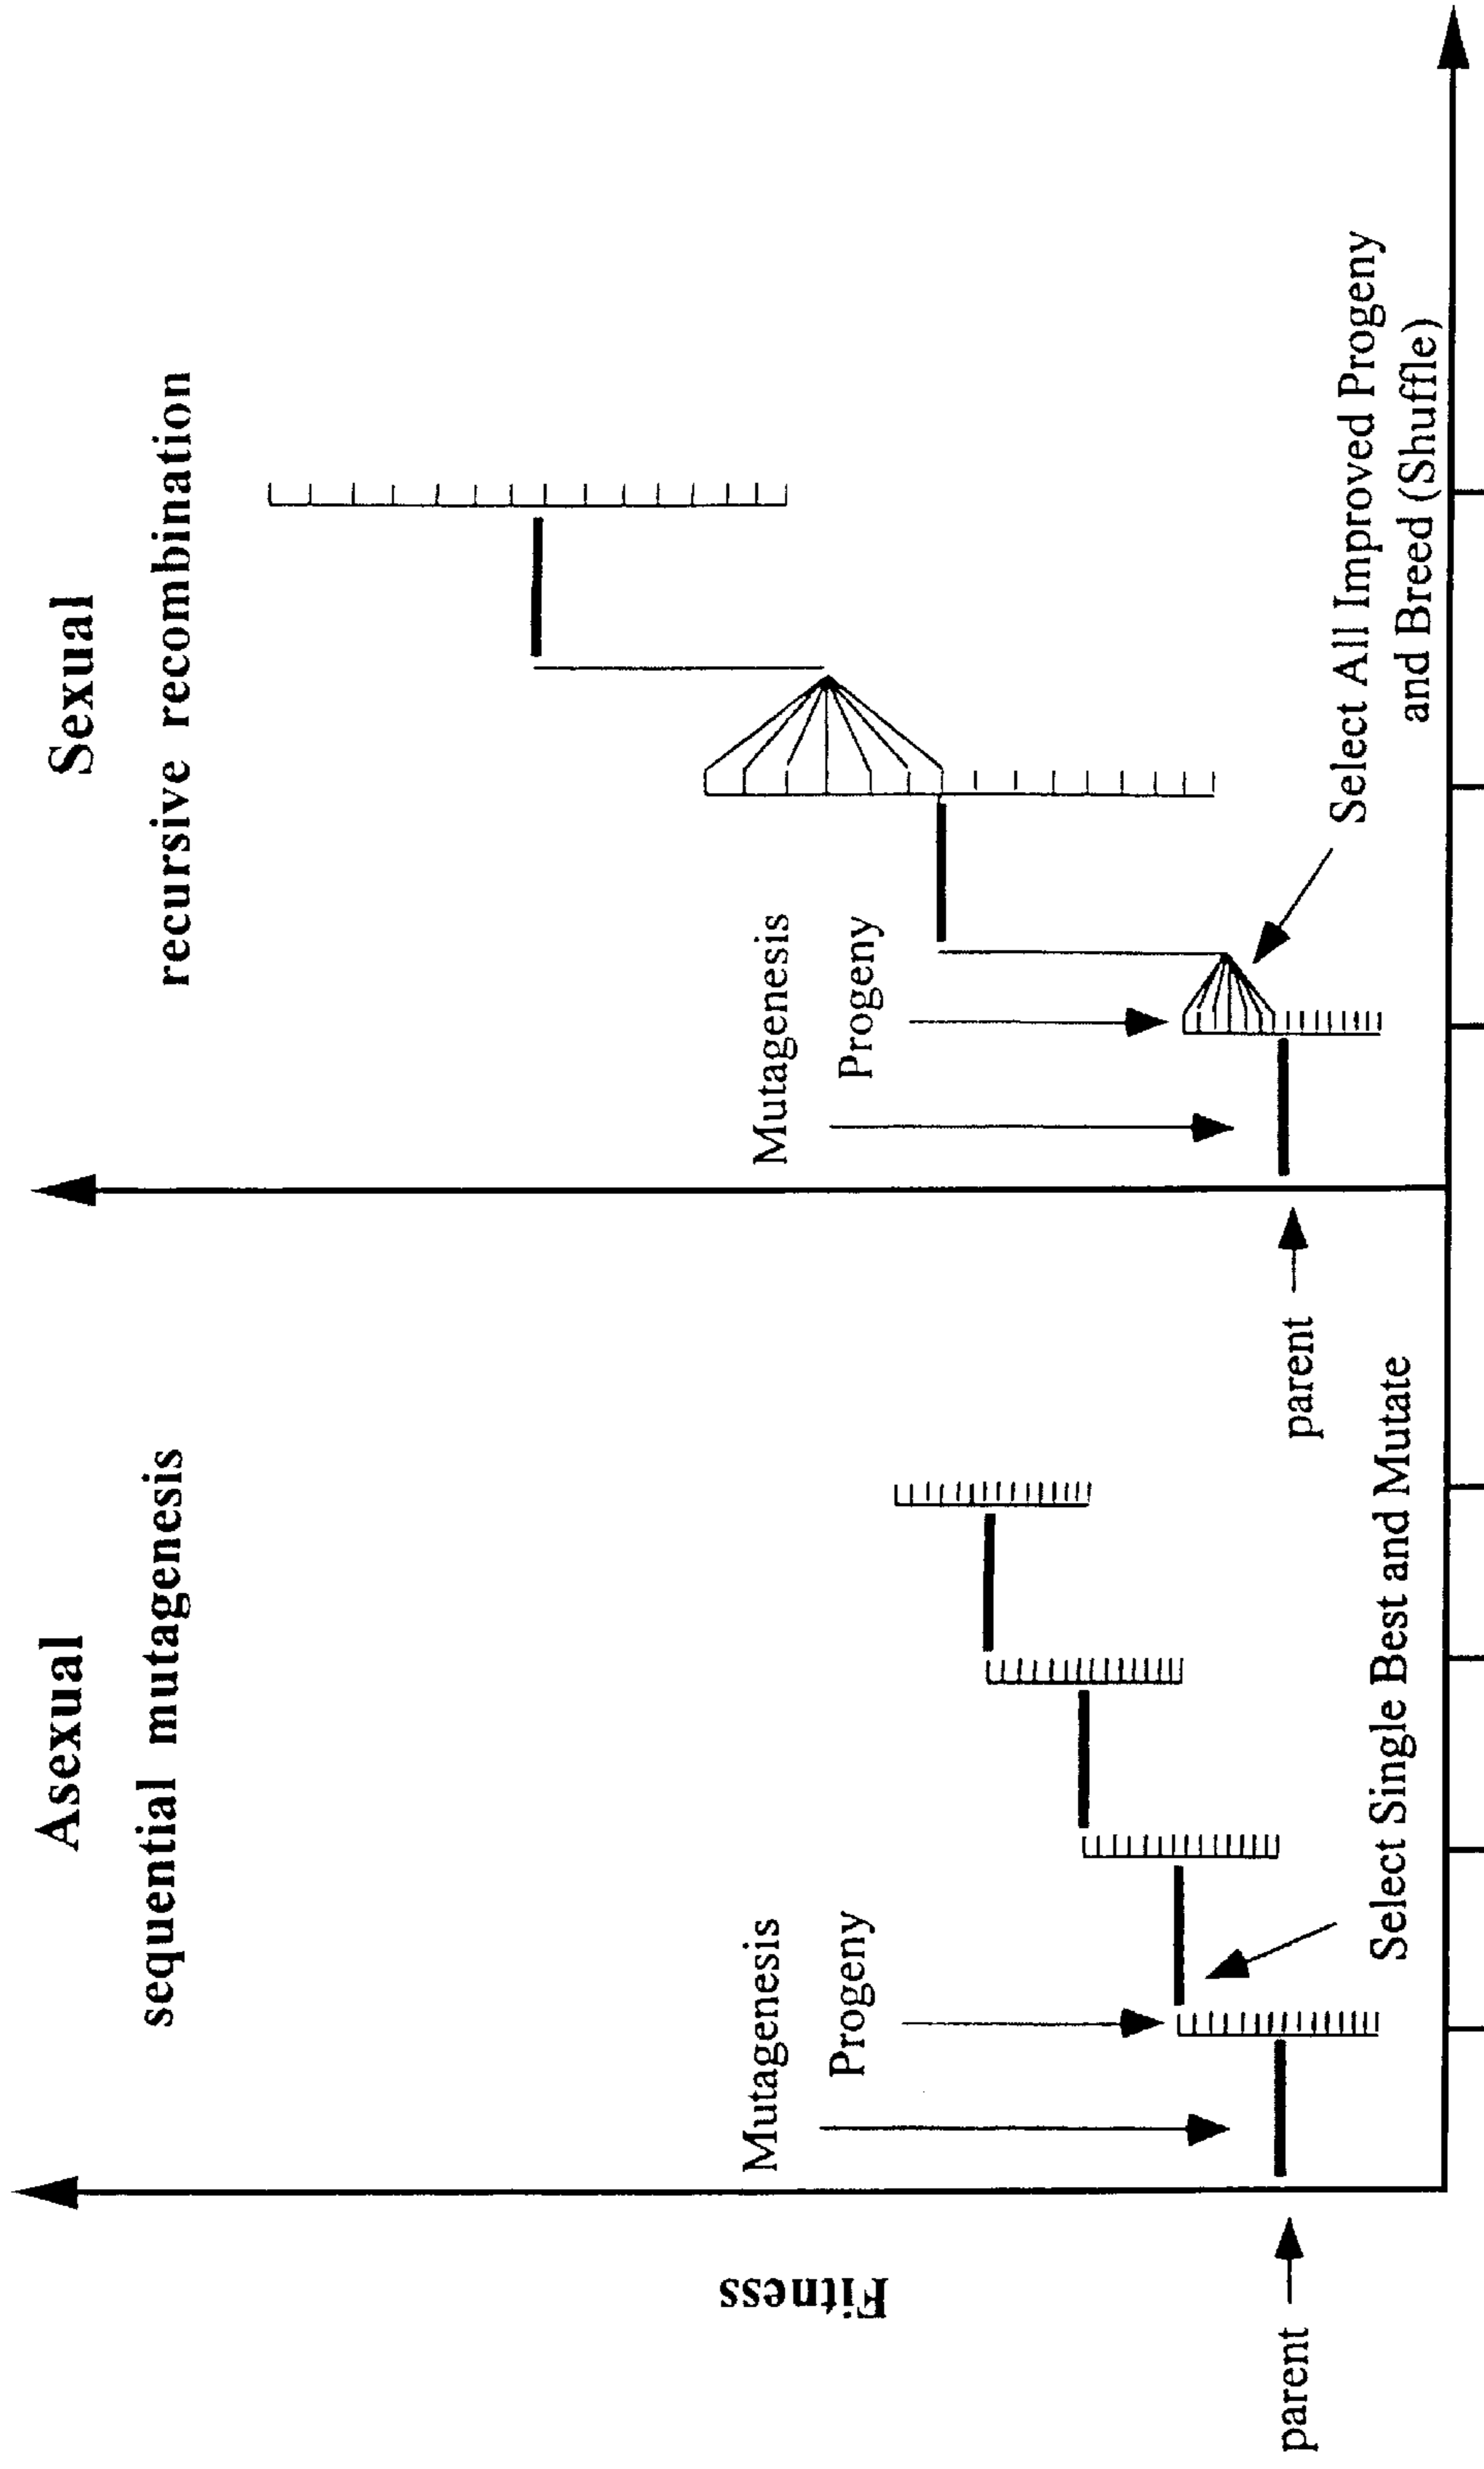 Asexual
sequential mutagenesis
Sexual
recursive recombination
Fitness
Mutagenesis
Progeny
parent
Select Single Best and Mutate
Mutagenesis
Progeny
parent
Select All Improved Progeny
and Breed (Shuffle)